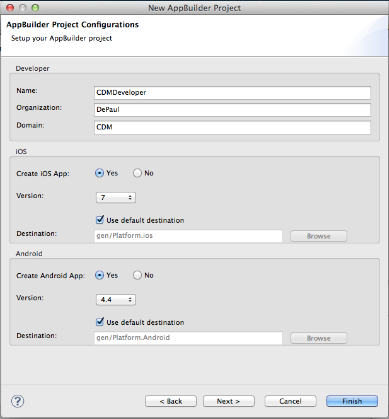 New AppBuilder Project
AppBuilder Project Configurations
Setup your AppBuilder project
Developer
Name: CDMDeveloper
Organization: DePaul
Domain: CDM
iOS
Create iOS App: Yes No
Version: 7
Use default destination
Destination: gen/Platform.ios Browse
Android
Create Android App: Yes No
Version: 4.4
Use default destination
Destination: gen/Platform.Android Browse
? < Back Next > Cancel Finish